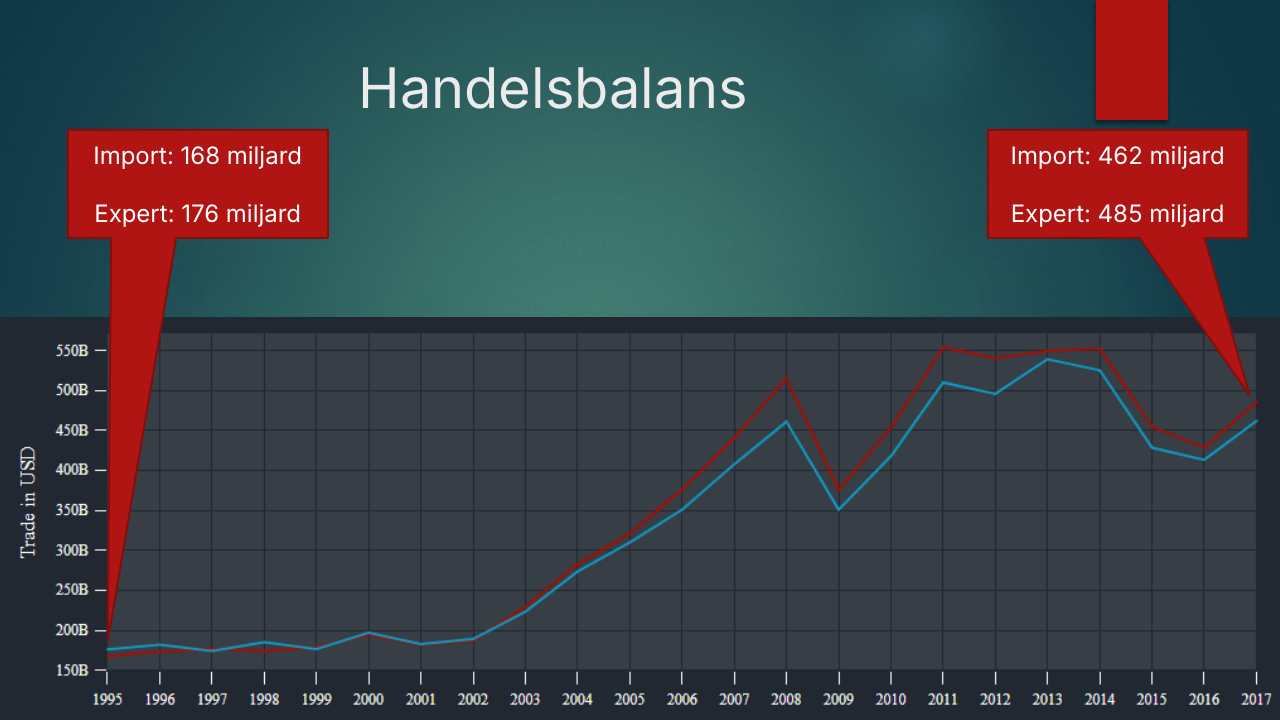 Handelsbalans
Import: 168 miljard
Expert: 176 miljard
Import: 462 miljard
Expert: 485 miljard
Trade in USD
550B
500B
450B
400B
350B
300B
250B
200B
150B
1995 1996 1997 1998 1999 2000 2001 2002 2003 2004 2005 2006 2007 2008 2009 2010 2011 2012 2013 2014 2015 2016 2017